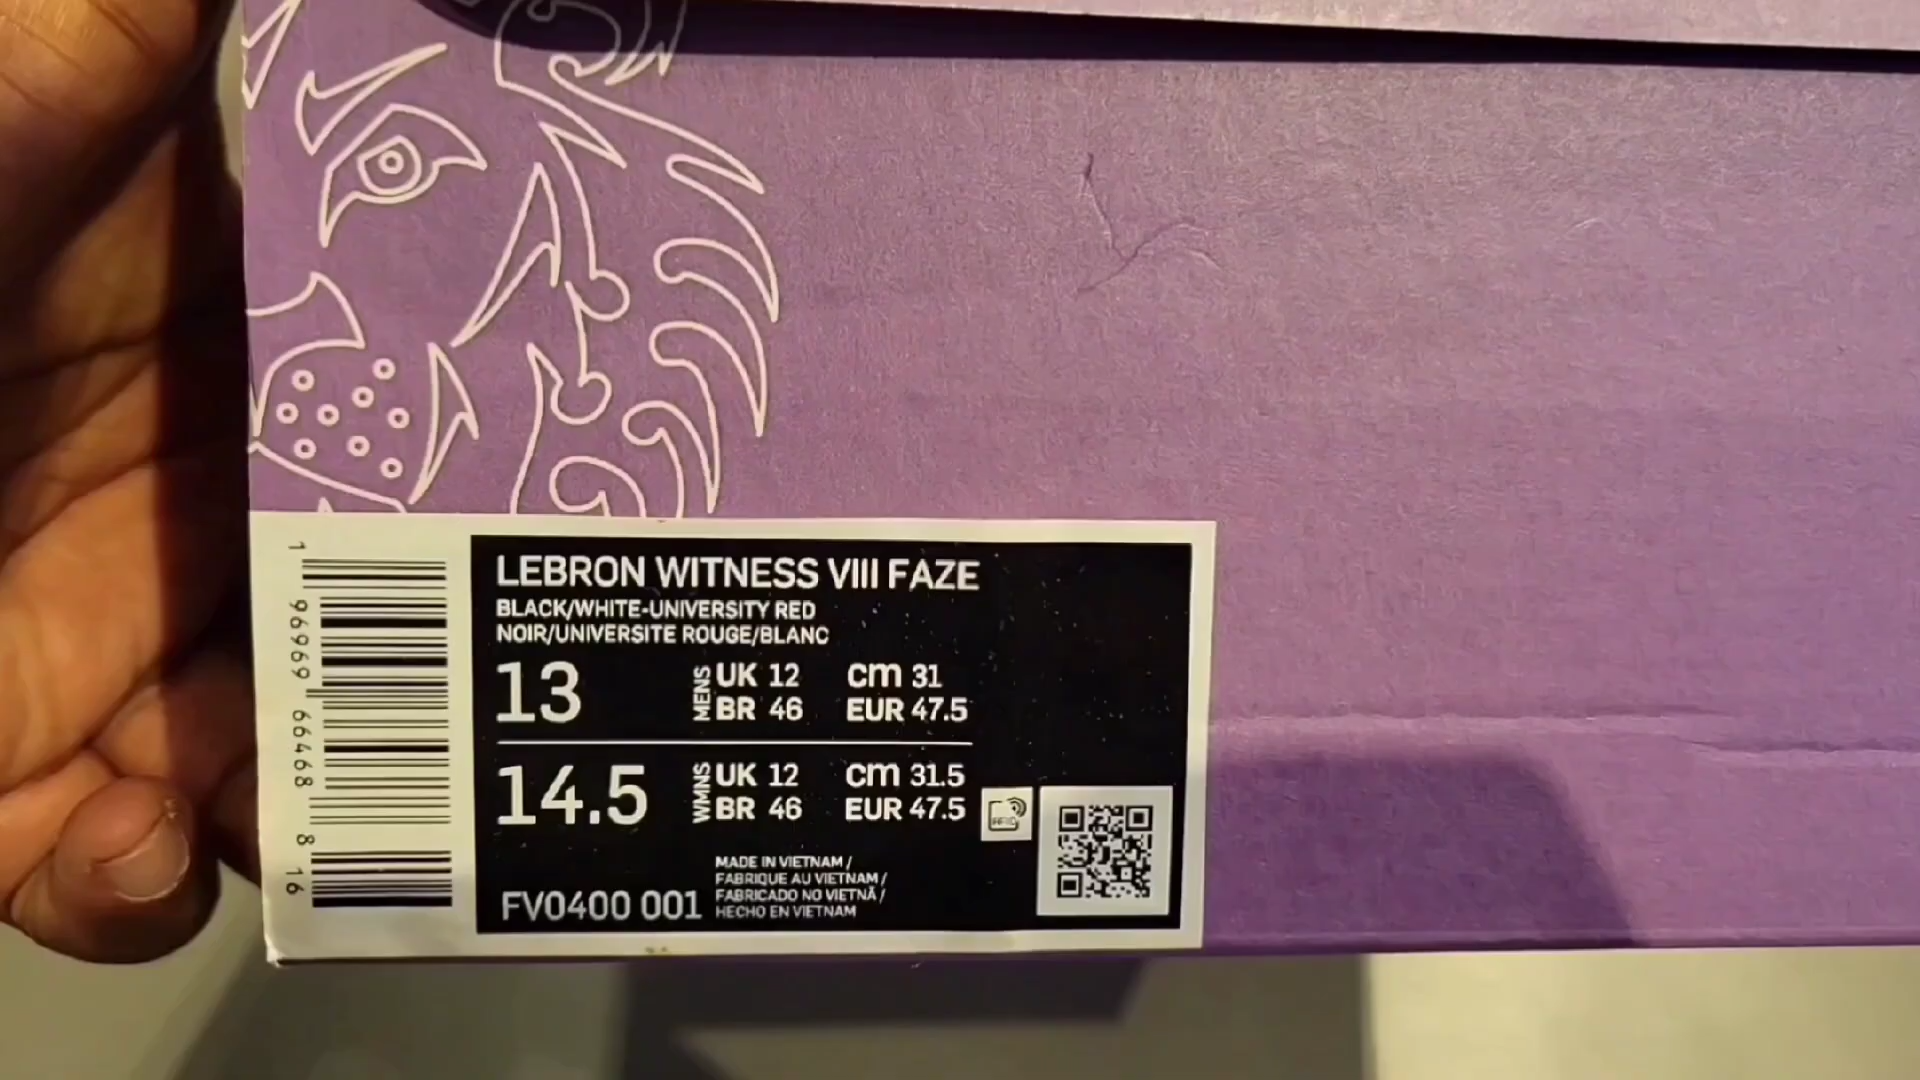 LEBRON WITNESS VIII FAZE
BLACK/WHITE-UNIVERSITY RED
NOIR/UNIVERSITE ROUGE/BLANC
13 MENS UK 12 cm 31
BR 46 EUR 47.5
14.5 WMNS UK 12 cm 31.5
BR 46 EUR 47.5
FV0400 001
MADE IN VIETNAM /
FABRIQUE AU VIETNAM /
FABRICADO NO VIETNÃ /
HECHO EN VIETNAM
1 96969 66468 8 16